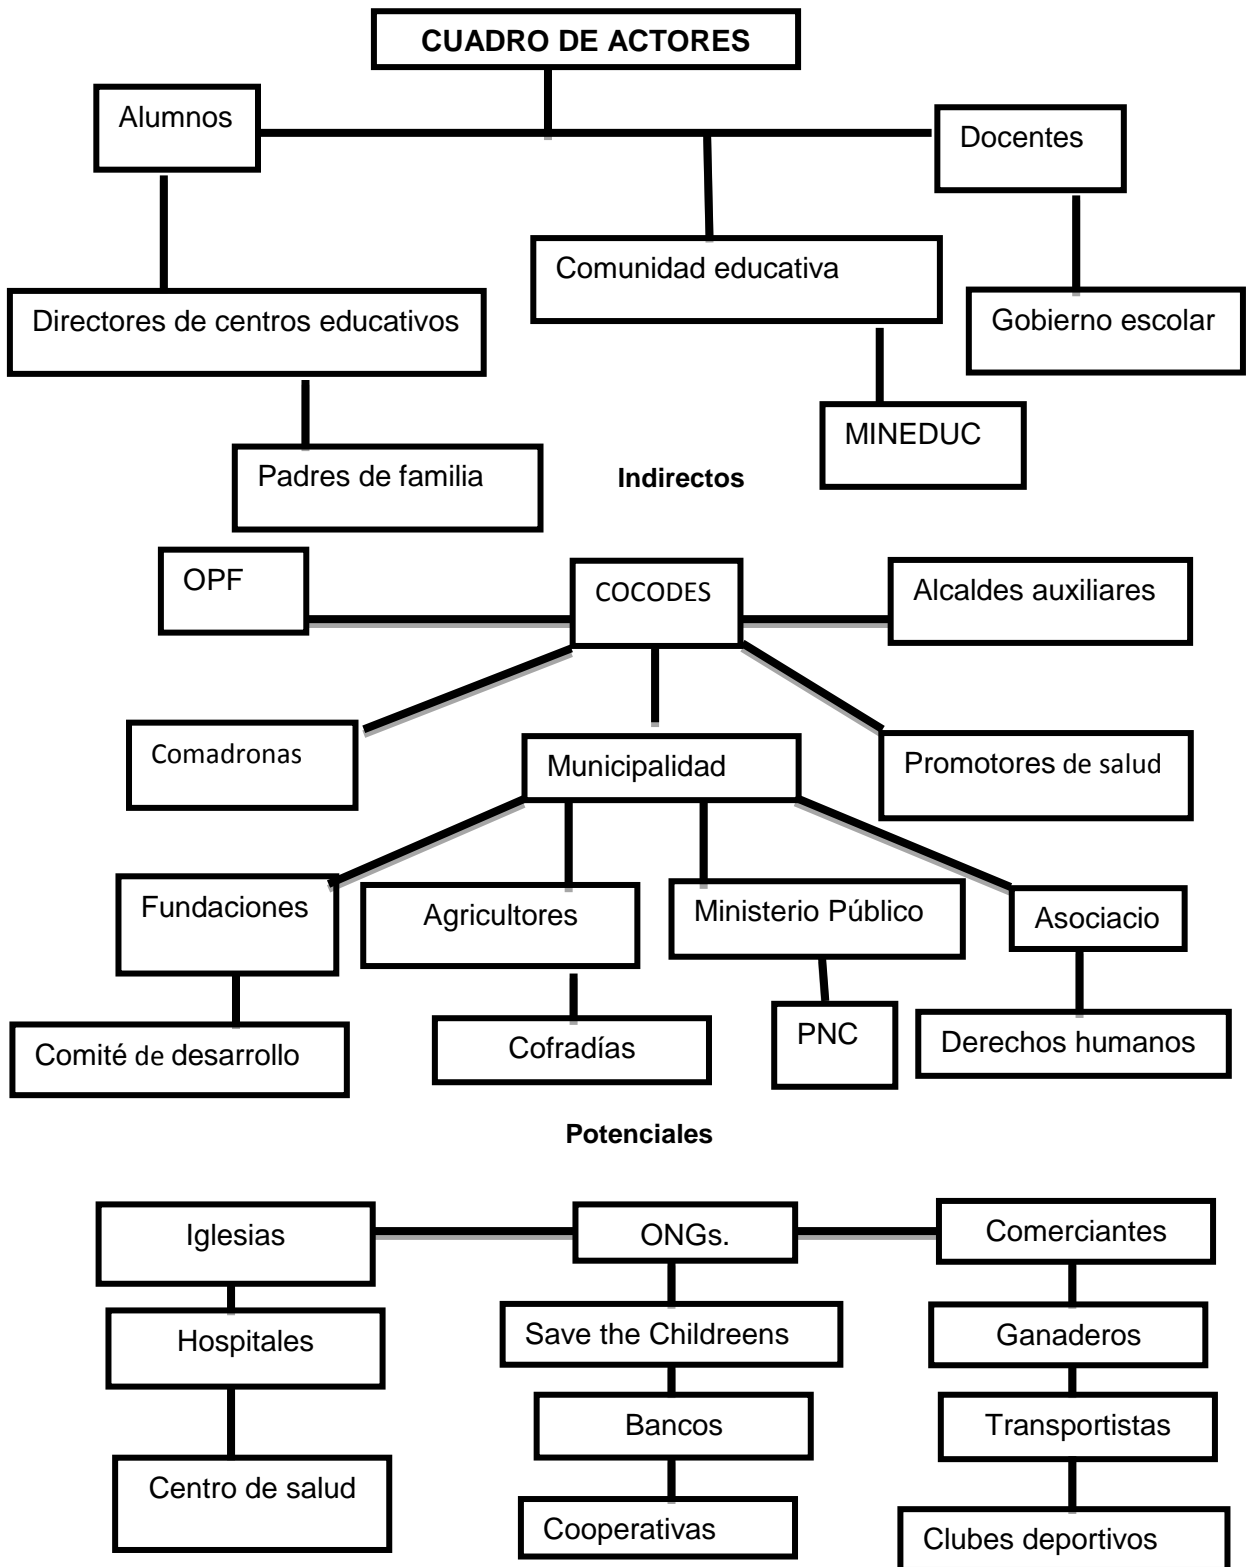 CUADRO DE ACTORES
Alumnos
Docentes
Comunidad educativa
Directores de centros educativos
Gobierno escolar
MINEDUC
Padres de familia
Indirectos
OPF
COCODES
Alcaldes auxiliares
Comadronas
Municipalidad
Promotores de salud
Fundaciones
Agricultores
Ministerio Público
Asociacio
Comité de desarrollo
Cofradías
PNC
Derechos humanos
Potenciales
Iglesias
ONGs.
Comerciantes
Hospitales
Save the Childreens
Ganaderos
Bancos
Transportistas
Centro de salud
Cooperativas
Clubes deportivos